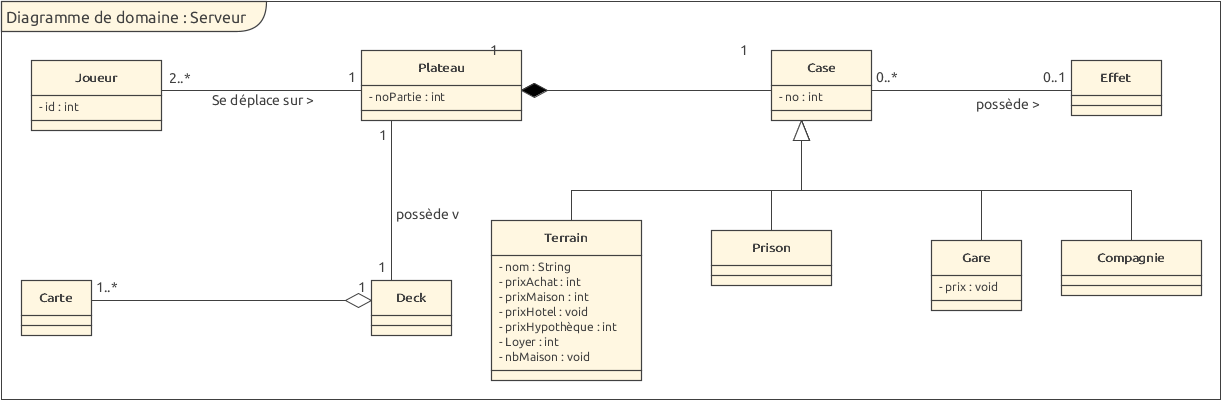 Diagramme de domaine : Serveur
Joueur
- id : int
2..*
1
Se déplace sur >
Plateau
- noPartie : int
1
1
Case
- no : int
0..*
0..1
possède >
Effet
1
possède v
1
Terrain
- nom : String
- prixAchat : int
- prixMaison : int
- prixHotel : void
- prixHypothèque : int
- Loyer : int
- nbMaison : void
Prison
Gare
- prix : void
Compagnie
Carte
1..*
1
Deck